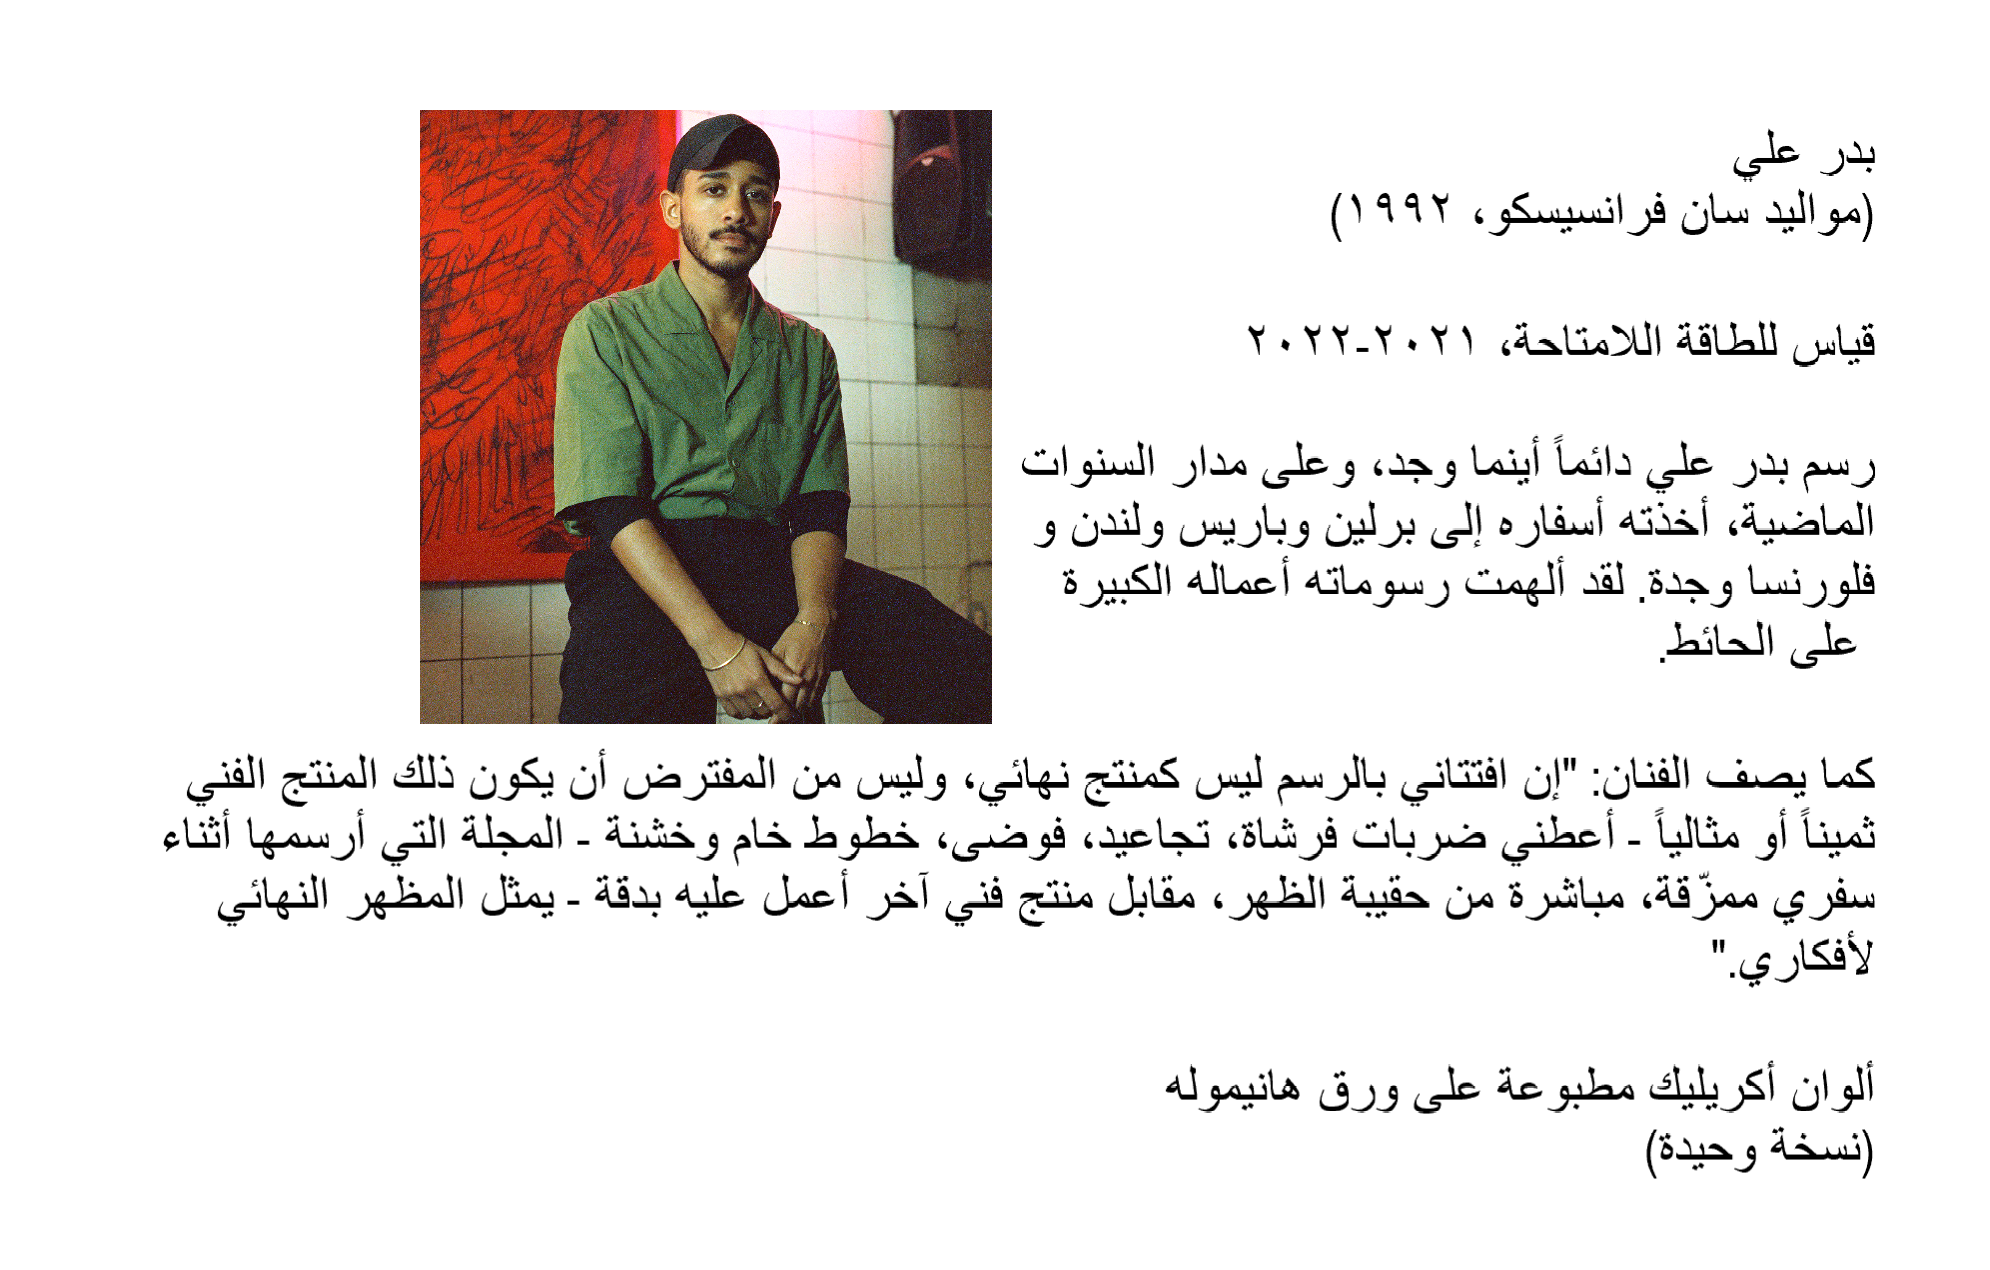 بدر علي
(مواليد سان فرانسيسكو، ١٩٩٢)
قياس للطاقة اللامتاحة، ٢٠٢١-٢٠٢٢
رسم بدر علي دائماً أينما وجد، وعلى مدار السنوات
الماضية، أخذته أسفاره إلى برلين وباريس ولندن و
فلورنسا وجدة. لقد ألهمت رسوماته أعماله الكبيرة
على الحائط.
كما يصف الفنان: "إن افتتاني بالرسم ليس كمنتج نهائي، وليس من المفترض أن يكون ذلك المنتج الفني
ثميناً أو مثالياً - أعطني ضربات فرشاة، تجاعيد، فوضى، خطوط خام وخشنة - المجلة التي أرسمها أثناء
سفري ممزّقة، مباشرة من حقيبة الظهر، مقابل منتج فني آخر أعمل عليه بدقة - يمثل المظهر النهائي
لأفكاري."
ألوان أكريليك مطبوعة على ورق هانيموله
(نسخة وحيدة)